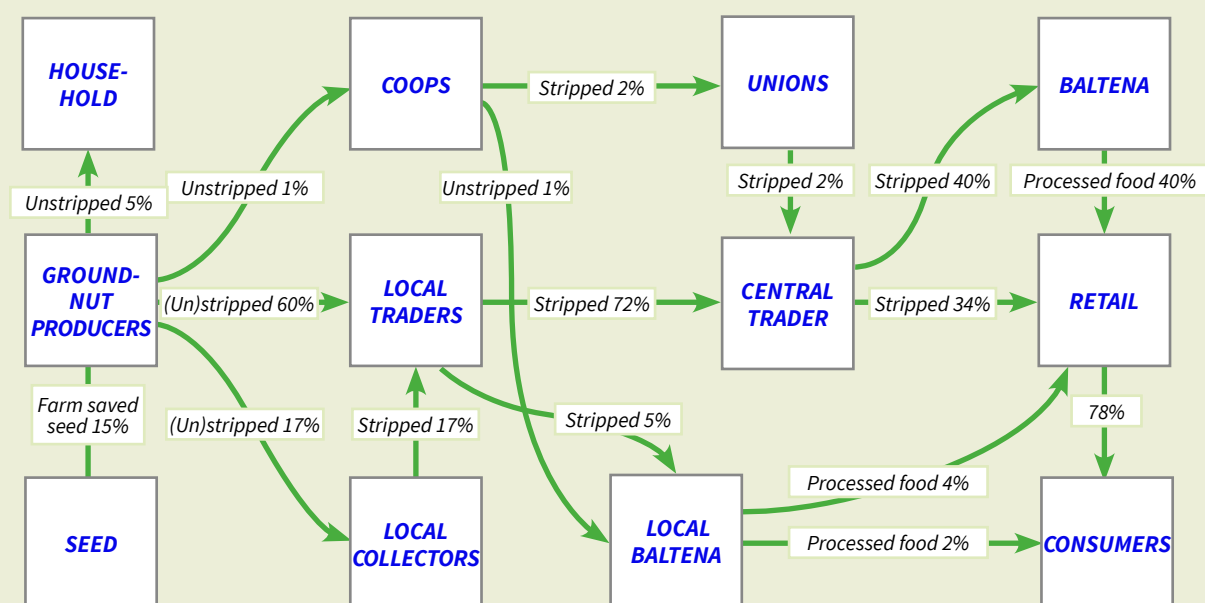 HOUSE-
HOLD
COOPS
UNIONS
BALTENA
Stripped 2%
Unstripped 5%
Unstripped 1%
Unstripped 1%
Stripped 2%
Stripped 40%
Processed food 40%
GROUND-
NUT
PRODUCERS
(Un)stripped 60%
LOCAL
TRADERS
Stripped 72%
CENTRAL
TRADER
Stripped 34%
RETAIL
Farm saved
seed 15%
(Un)stripped 17%
Stripped 17%
Stripped 5%
78%
Processed food 4%
SEED
LOCAL
COLLECTORS
LOCAL
BALTENA
Processed food 2%
CONSUMERS